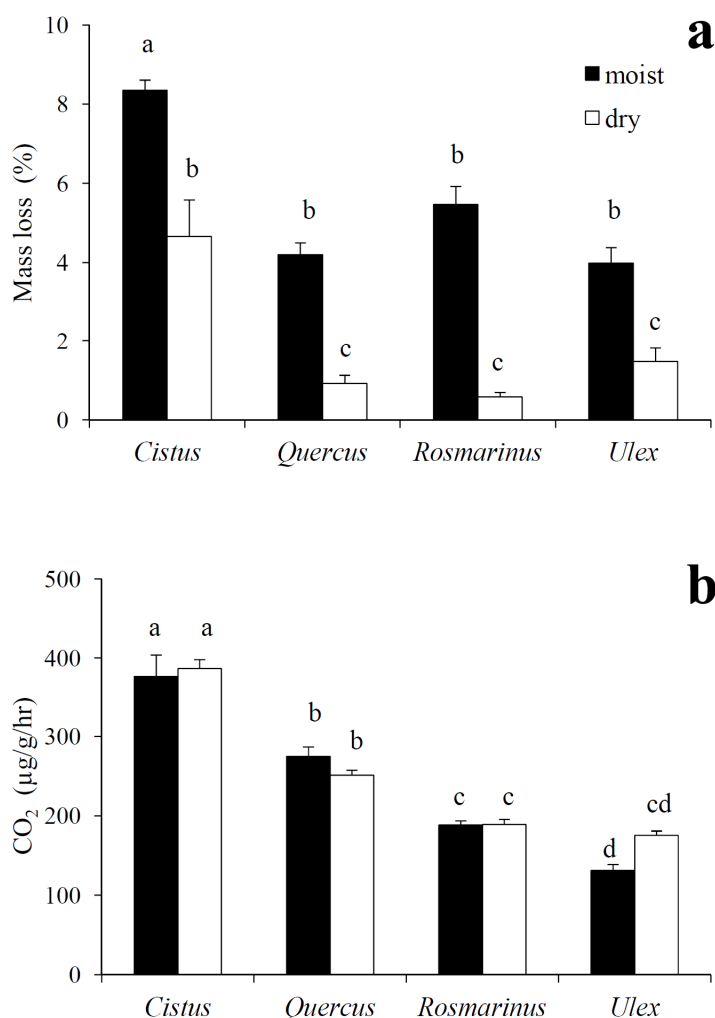 a
10
8
6
4
2
0
Mass loss (%)
moist
dry
a
b
b
c
b
c
b
c
Cistus
Quercus
Rosmarinus
Ulex
b
500
400
300
200
100
0
CO₂ (µg/g/hr)
a
a
b
b
c
c
d
cd
Cistus
Quercus
Rosmarinus
Ulex